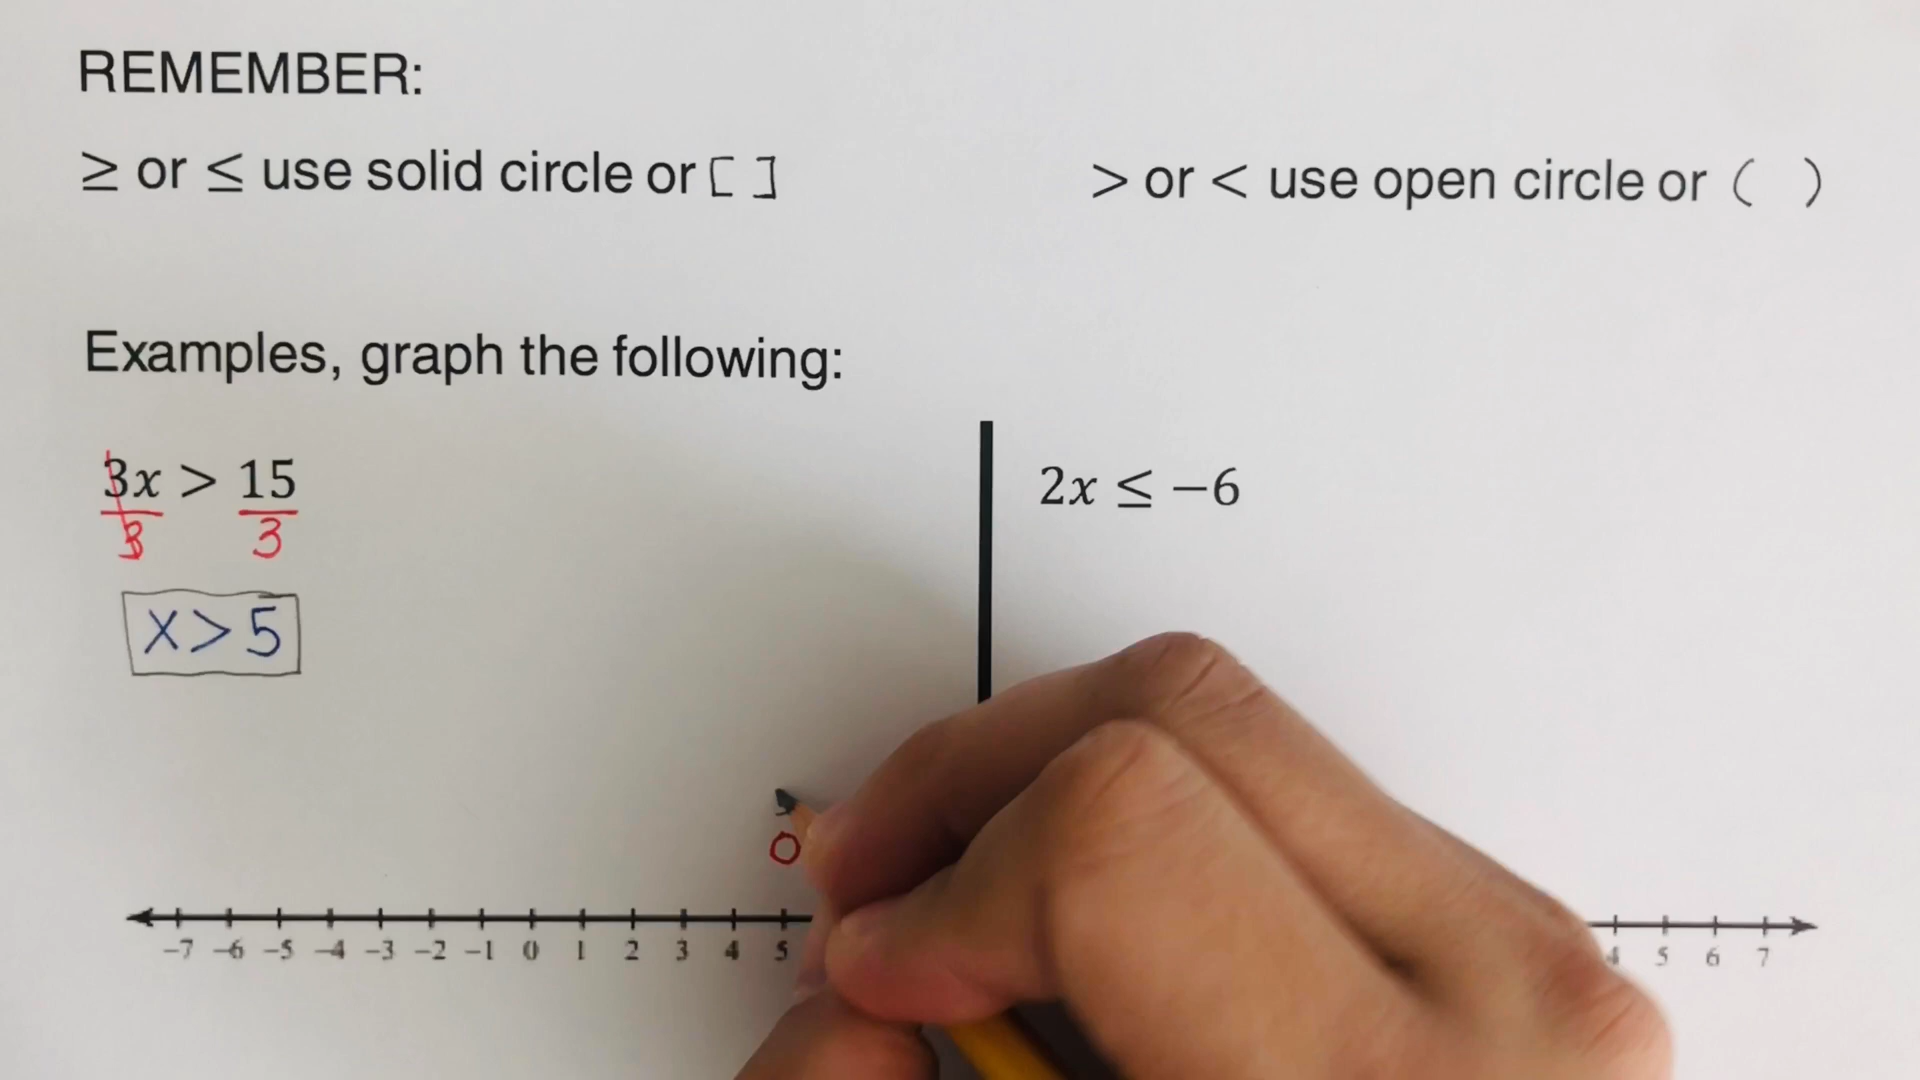 REMEMBER:
≥ or ≤ use solid circle or [ ]
> or < use open circle or ( )
Examples, graph the following:
3x > 15
3 3
x > 5
2x ≤ −6
−7 −6 −5 −4 −3 −2 −1 0 1 2 3 4 5
4 5 6 7